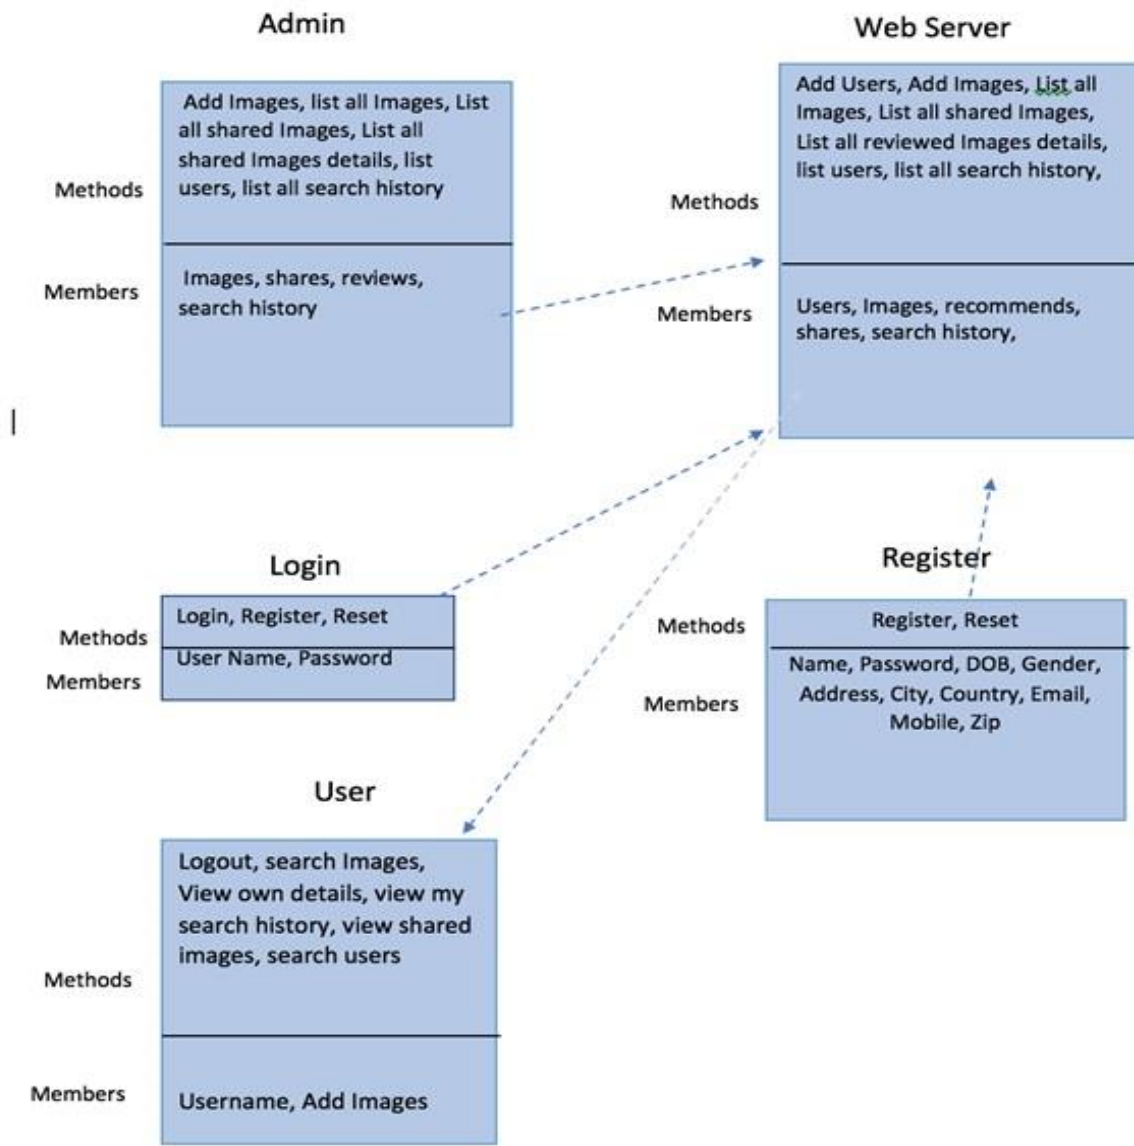 Admin
Methods
Add Images, list all Images, List
all shared Images, List all
shared Images details, list
users, list all search history
Members
Images, shares, reviews,
search history
Web Server
Methods
Add Users, Add Images, List all
Images, List all shared Images,
List all reviewed Images details,
list users, list all search history,
Members
Users, Images, recommends,
shares, search history,
Login
Methods
Login, Register, Reset
Members
User Name, Password
Register
Methods
Register, Reset
Members
Name, Password, DOB, Gender,
Address, City, Country, Email,
Mobile, Zip
User
Methods
Logout, search Images,
View own details, view my
search history, view shared
images, search users
Members
Username, Add Images